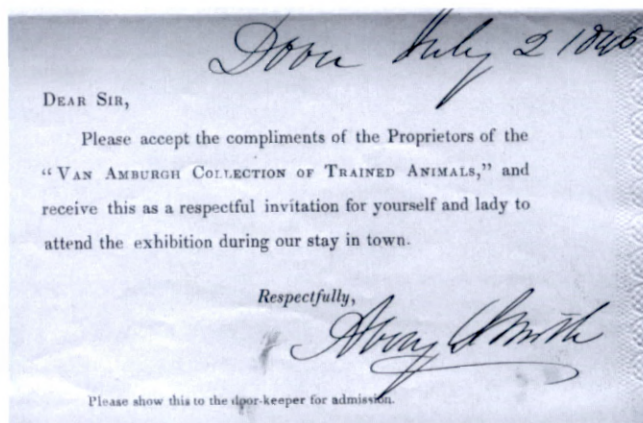 Dover July 2 1846
DEAR SIR,
Please accept the compliments of the Proprietors of the
"VAN AMBURGH COLLECTION OF TRAINED ANIMALS," and
receive this as a respectful invitation for yourself and lady to
attend the exhibition during our stay in town.
Respectfully,
Avery Smith
Please show this to the door-keeper for admission.